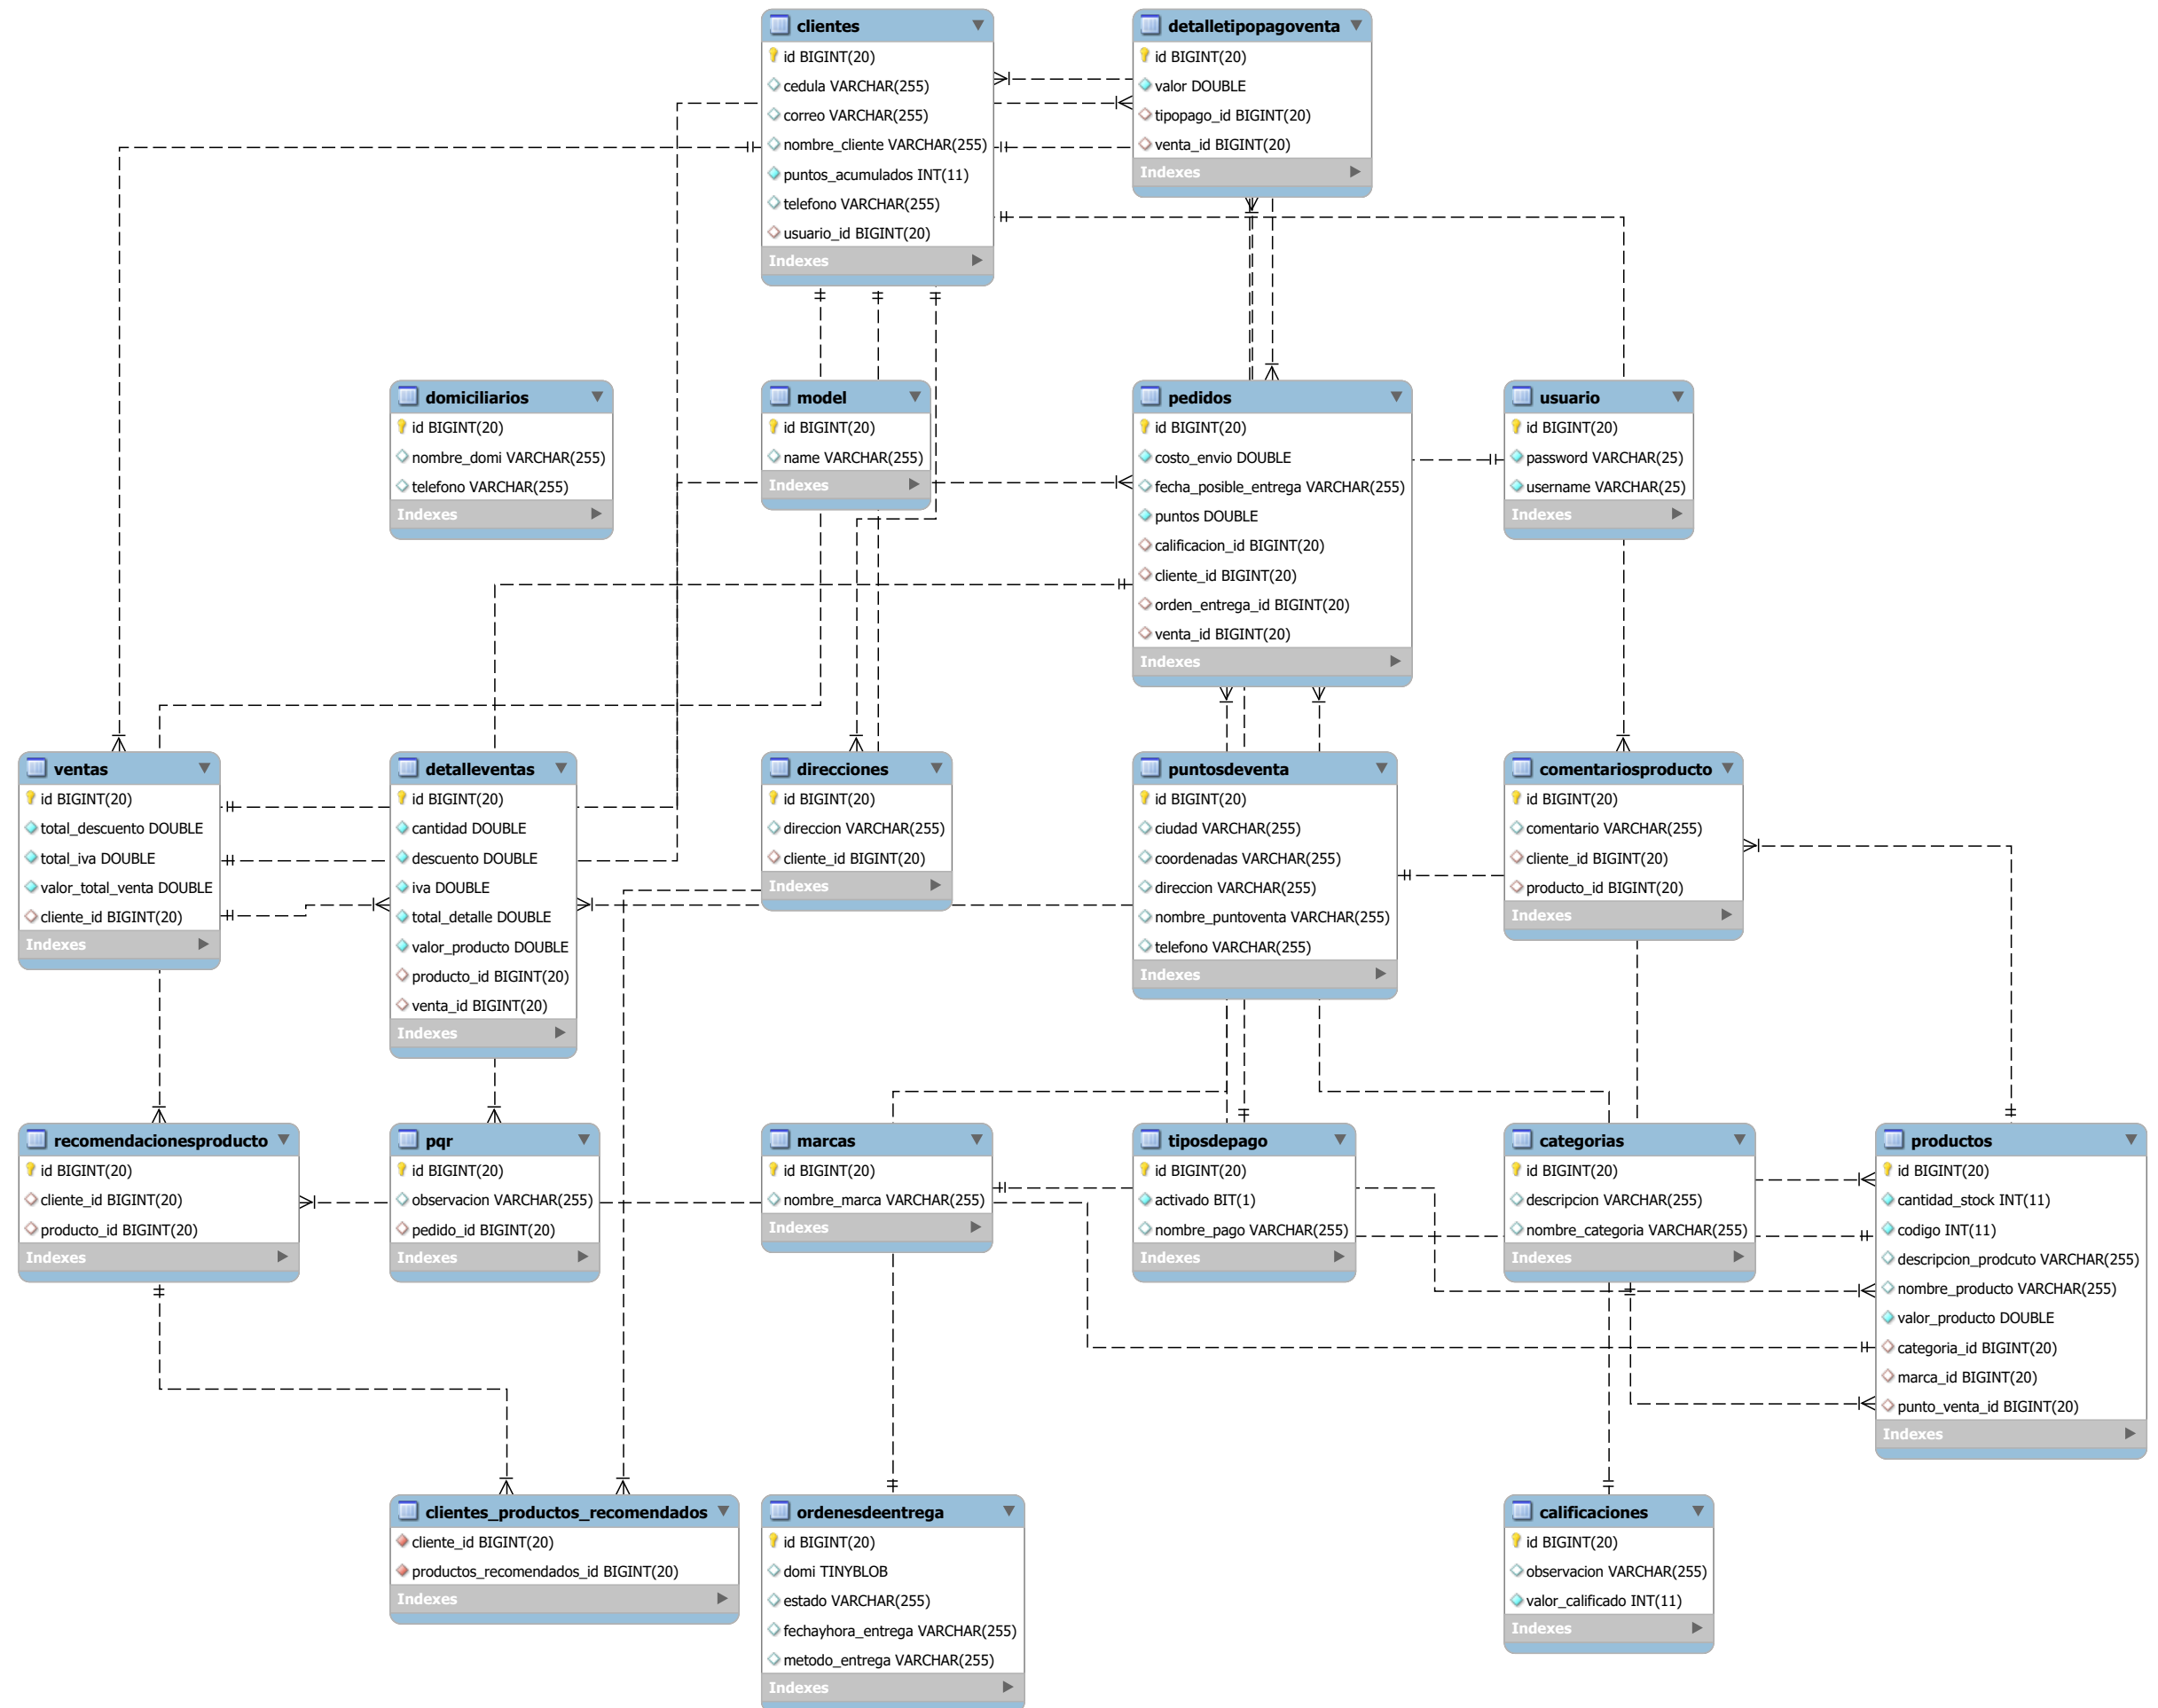 clientes
id BIGINT(20)
cedula VARCHAR(255)
correo VARCHAR(255)
nombre_cliente VARCHAR(255)
puntos_acumulados INT(11)
telefono VARCHAR(255)
usuario_id BIGINT(20)
Indexes
detalletipopagoventa
id BIGINT(20)
valor DOUBLE
tipopago_id BIGINT(20)
venta_id BIGINT(20)
Indexes
domiciliarios
id BIGINT(20)
nombre_domi VARCHAR(255)
telefono VARCHAR(255)
Indexes
model
id BIGINT(20)
name VARCHAR(255)
Indexes
pedidos
id BIGINT(20)
costo_envio DOUBLE
fecha_posible_entrega VARCHAR(255)
puntos DOUBLE
calificacion_id BIGINT(20)
cliente_id BIGINT(20)
orden_entrega_id BIGINT(20)
venta_id BIGINT(20)
Indexes
usuario
id BIGINT(20)
password VARCHAR(25)
username VARCHAR(25)
Indexes
ventas
id BIGINT(20)
total_descuento DOUBLE
total_iva DOUBLE
valor_total_venta DOUBLE
cliente_id BIGINT(20)
Indexes
detalleventas
id BIGINT(20)
cantidad DOUBLE
descuento DOUBLE
iva DOUBLE
total_detalle DOUBLE
valor_producto DOUBLE
producto_id BIGINT(20)
venta_id BIGINT(20)
Indexes
direcciones
id BIGINT(20)
direccion VARCHAR(255)
cliente_id BIGINT(20)
Indexes
puntosdeventa
id BIGINT(20)
ciudad VARCHAR(255)
coordenadas VARCHAR(255)
direccion VARCHAR(255)
nombre_puntoventa VARCHAR(255)
telefono VARCHAR(255)
Indexes
comentariosproducto
id BIGINT(20)
comentario VARCHAR(255)
cliente_id BIGINT(20)
producto_id BIGINT(20)
Indexes
recomendacionesproducto
id BIGINT(20)
cliente_id BIGINT(20)
producto_id BIGINT(20)
Indexes
pqr
id BIGINT(20)
observacion VARCHAR(255)
pedido_id BIGINT(20)
Indexes
marcas
id BIGINT(20)
nombre_marca VARCHAR(255)
Indexes
tiposdepago
id BIGINT(20)
activado BIT(1)
nombre_pago VARCHAR(255)
Indexes
categorias
id BIGINT(20)
descripcion VARCHAR(255)
nombre_categoria VARCHAR(255)
Indexes
productos
id BIGINT(20)
cantidad_stock INT(11)
codigo INT(11)
descripcion_prodcuto VARCHAR(255)
nombre_producto VARCHAR(255)
valor_producto DOUBLE
categoria_id BIGINT(20)
marca_id BIGINT(20)
punto_venta_id BIGINT(20)
Indexes
clientes_productos_recomendados
cliente_id BIGINT(20)
productos_recomendados_id BIGINT(20)
Indexes
ordenesdeentrega
id BIGINT(20)
domi TINYBLOB
estado VARCHAR(255)
fechayhora_entrega VARCHAR(255)
metodo_entrega VARCHAR(255)
Indexes
calificaciones
id BIGINT(20)
observacion VARCHAR(255)
valor_calificado INT(11)
Indexes